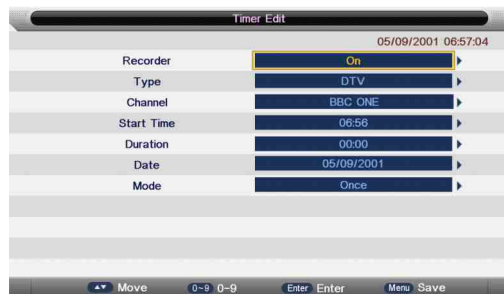 Timer Edit
05/09/2001 06:57:04
Recorder On
Type DTV
Channel BBC ONE
Start Time 06:56
Duration 00:00
Date 05/09/2001
Mode Once
Move 0~9 0~9 Enter Enter Menu Save